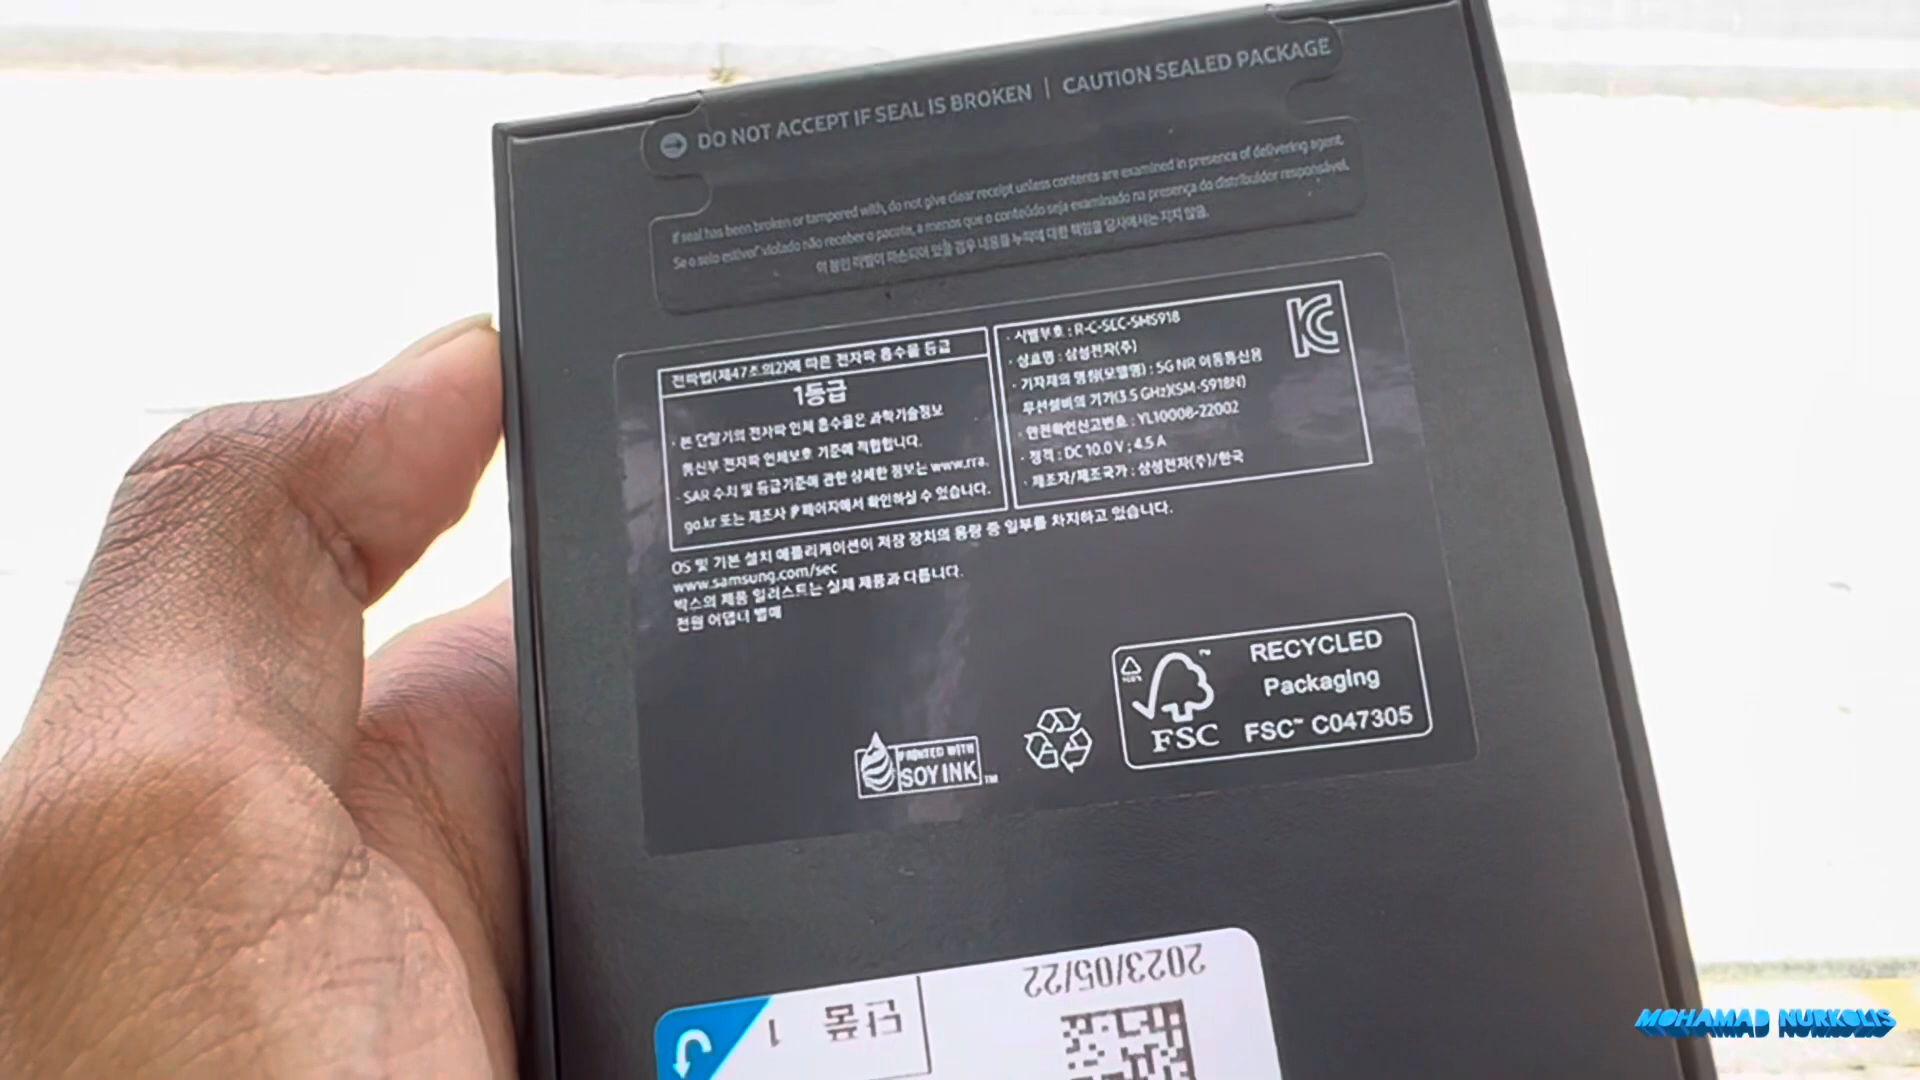 DO NOT ACCEPT IF SEAL IS BROKEN | CAUTION SEALED PACKAGE
If seal has been broken or tampered with, do not give clear receipt unless contents are examined in presence of delivering agent.
Se o selo estiver violado não receber o pacote, a menos que o conteúdo seja examinado na presença do distribuidor responsável.
이 봉인 라벨이 파손되어 있을 경우 내용물 누락에 대한 책임을 당사에서는 지지 않음.
전파법(제47조의2)에 따른 전자파 흡수율 등급
1등급
· 본 단말기의 전자파 인체 흡수율은 과학기술정보
통신부 전자파 인체보호 기준에 적합합니다.
· SAR 수치 및 등급기준에 관한 상세한 정보는 www.rra.
go.kr 또는 제조사 홈페이지에서 확인하실 수 있습니다.
· 식별부호 : R-C-SEC-SMS918
· 상호명 : 삼성전자(주)
· 기자재의 명칭(모델명) : 5G NR 이동통신용
무선설비의 기기(3.5 GHz)(SM-S918N)
· 안전확인신고번호 : YL10008-22002
· 정격 : DC 10.0 V ; 4.5 A
· 제조자/제조국가 : 삼성전자(주)/한국
OS 및 기본 설치 애플리케이션이 저장 장치의 용량 중 일부를 차지하고 있습니다.
www.samsung.com/sec
박스의 제품 일러스트는 실제 제품과 다릅니다.
전원 어댑터 별매
RECYCLED
Packaging
FSC™ C047305
FSC
PRINTED WITH
SOY INK™
2023/05/22
단품 1
MOHAMAD NURKOLIS